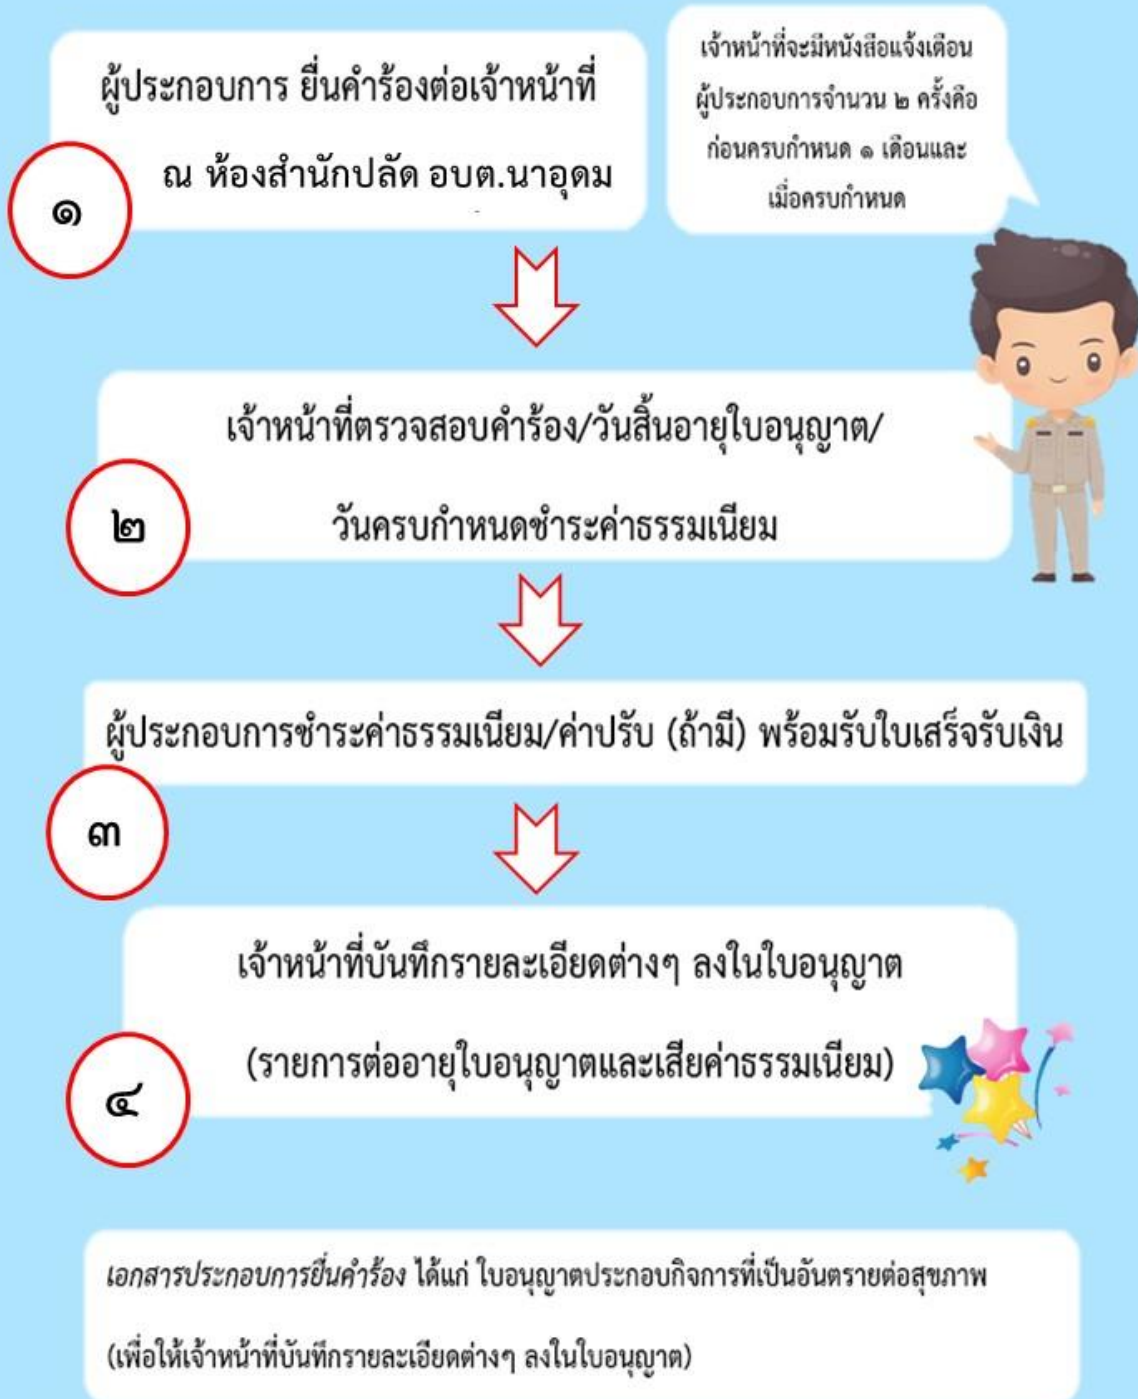 ผู้ประกอบการ ยื่นคำร้องต่อเจ้าหน้าที่
ณ ห้องสำนักปลัด อบต.นาอุดม
๑
เจ้าหน้าที่จะมีหนังสือแจ้งเตือน
ผู้ประกอบการจำนวน ๒ ครั้งคือ
ก่อนครบกำหนด ๑ เดือนและ
เมื่อครบกำหนด
เจ้าหน้าที่ตรวจสอบคำร้อง/วันสิ้นอายุใบอนุญาต/
วันครบกำหนดชำระค่าธรรมเนียม
๒
ผู้ประกอบการชำระค่าธรรมเนียม/ค่าปรับ (ถ้ามี) พร้อมรับใบเสร็จรับเงิน
๓
เจ้าหน้าที่บันทึกรายละเอียดต่างๆ ลงในใบอนุญาต
(รายการต่ออายุใบอนุญาตและเสียค่าธรรมเนียม)
๔
เอกสารประกอบการยื่นคำร้อง ได้แก่ ใบอนุญาตประกอบกิจการที่เป็นอันตรายต่อสุขภาพ
(เพื่อให้เจ้าหน้าที่บันทึกรายละเอียดต่างๆ ลงในใบอนุญาต)